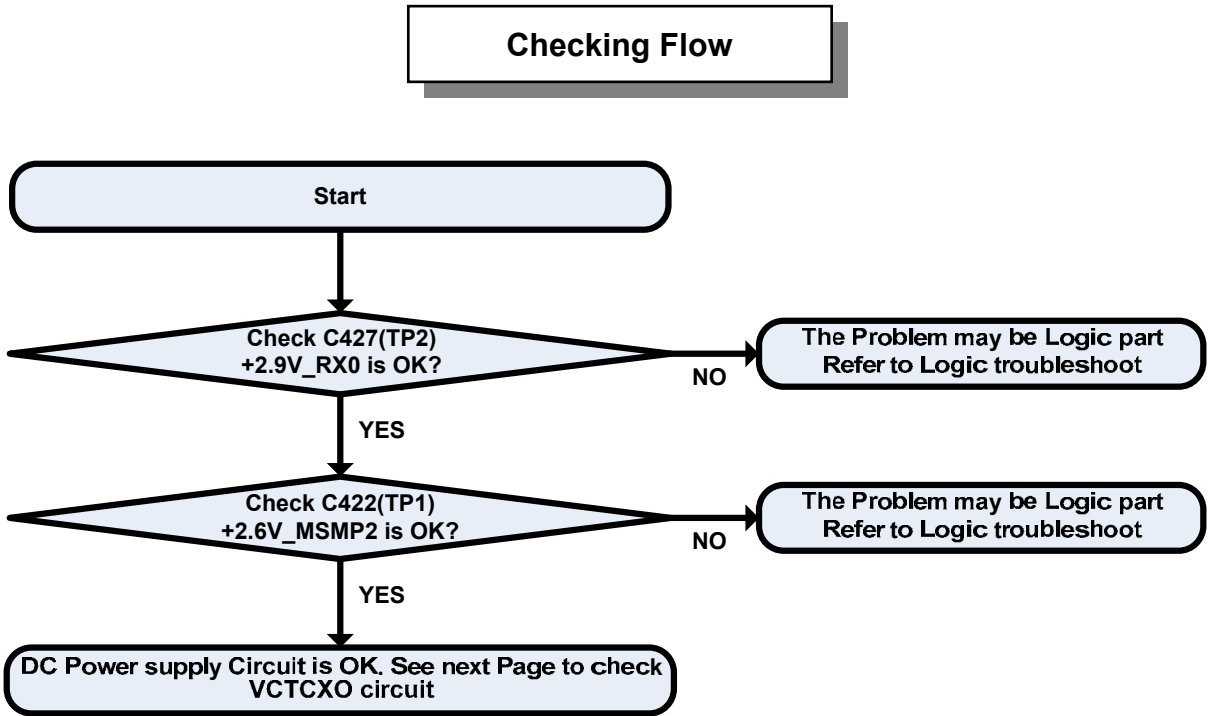 Checking Flow
Start
Check C427(TP2)
+2.9V_RX0 is OK?
NO
The Problem may be Logic part
Refer to Logic troubleshoot
YES
Check C422(TP1)
+2.6V_MSMP2 is OK?
NO
The Problem may be Logic part
Refer to Logic troubleshoot
YES
DC Power supply Circuit is OK. See next Page to check
VCTCXO circuit